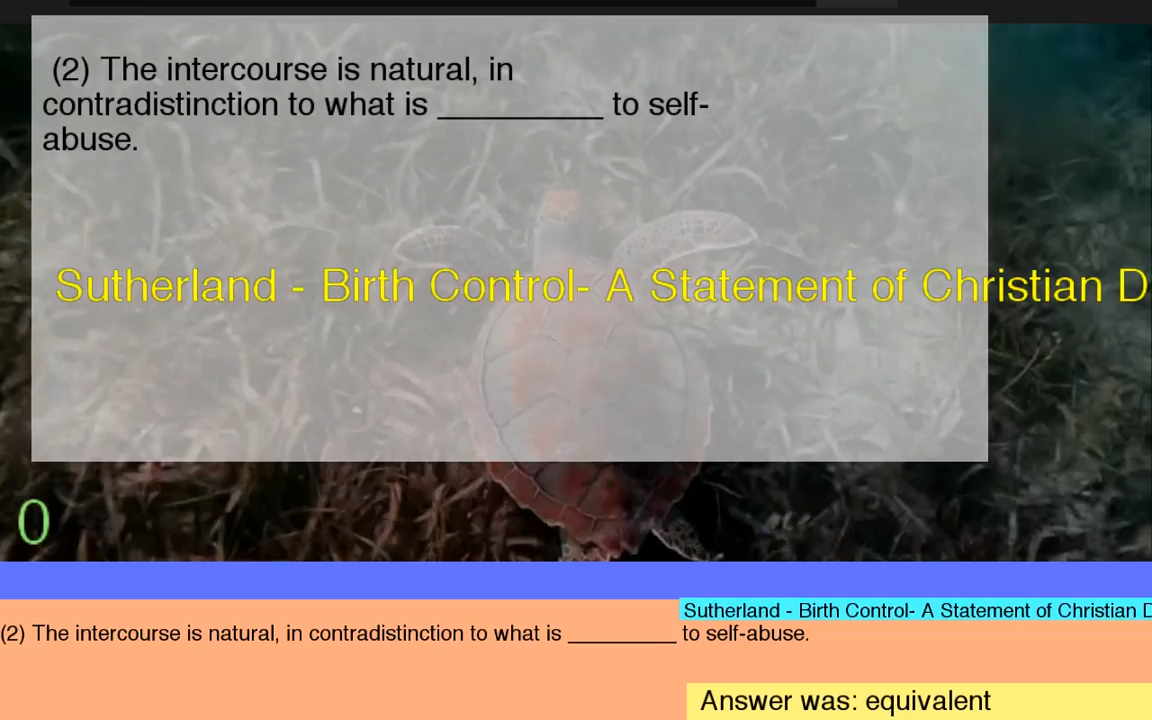 (2) The intercourse is natural, in
contradistinction to what is __________ to self-
abuse.
Sutherland - Birth Control- A Statement of Christian D
0
Sutherland - Birth Control- A Statement of Christian D
(2) The intercourse is natural, in contradistinction to what is __________ to self-abuse.
Answer was: equivalent